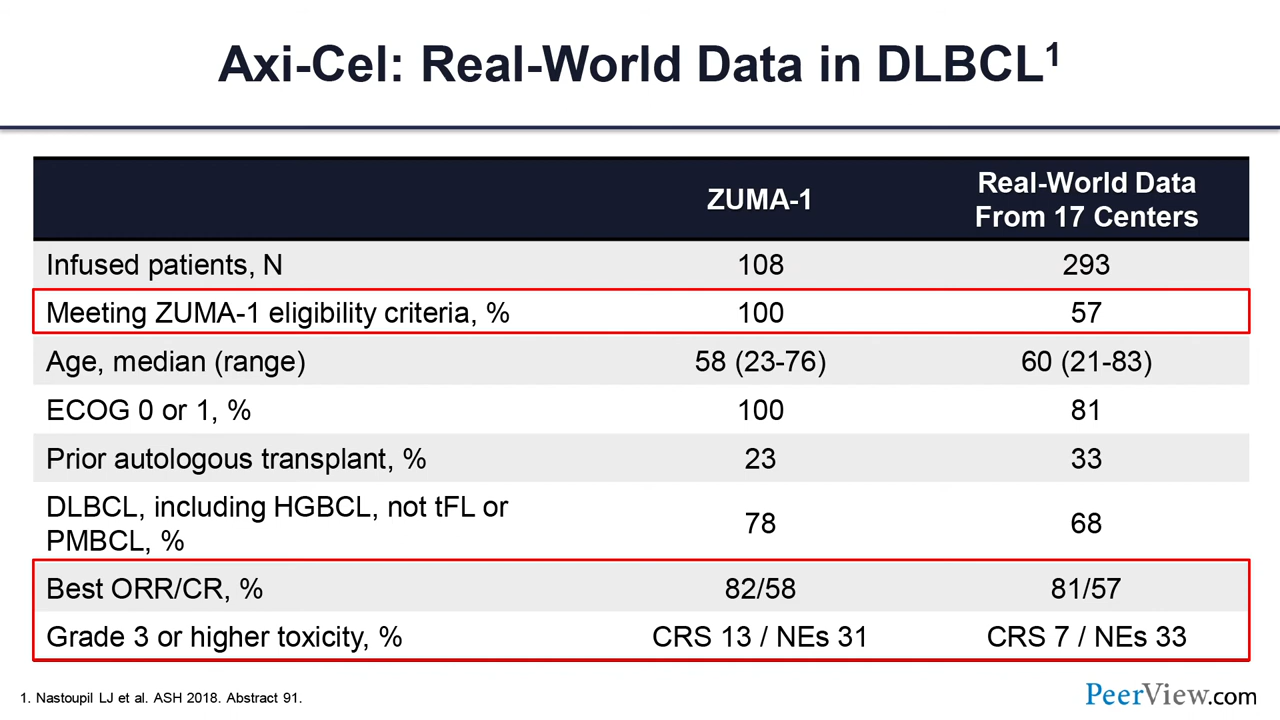 Axi-Cel: Real-World Data in DLBCL1
ZUMA-1
Real-World Data
From 17 Centers
Infused patients, N 108 293
Meeting ZUMA-1 eligibility criteria, % 100 57
Age, median (range) 58 (23-76) 60 (21-83)
ECOG 0 or 1, % 100 81
Prior autologous transplant, % 23 33
DLBCL, including HGBCL, not tFL or
PMBCL, % 78 68
Best ORR/CR, % 82/58 81/57
Grade 3 or higher toxicity, % CRS 13 / NEs 31 CRS 7 / NEs 33
1. Nastoupil LJ et al. ASH 2018. Abstract 91.
PeerView.com